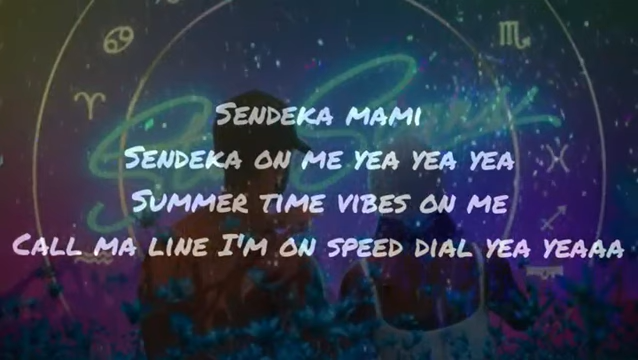 Sendeka mami
Sendeka on me yea yea yea
Summer time vibes on me
Call ma line I'm on speed dial yea yeaaa